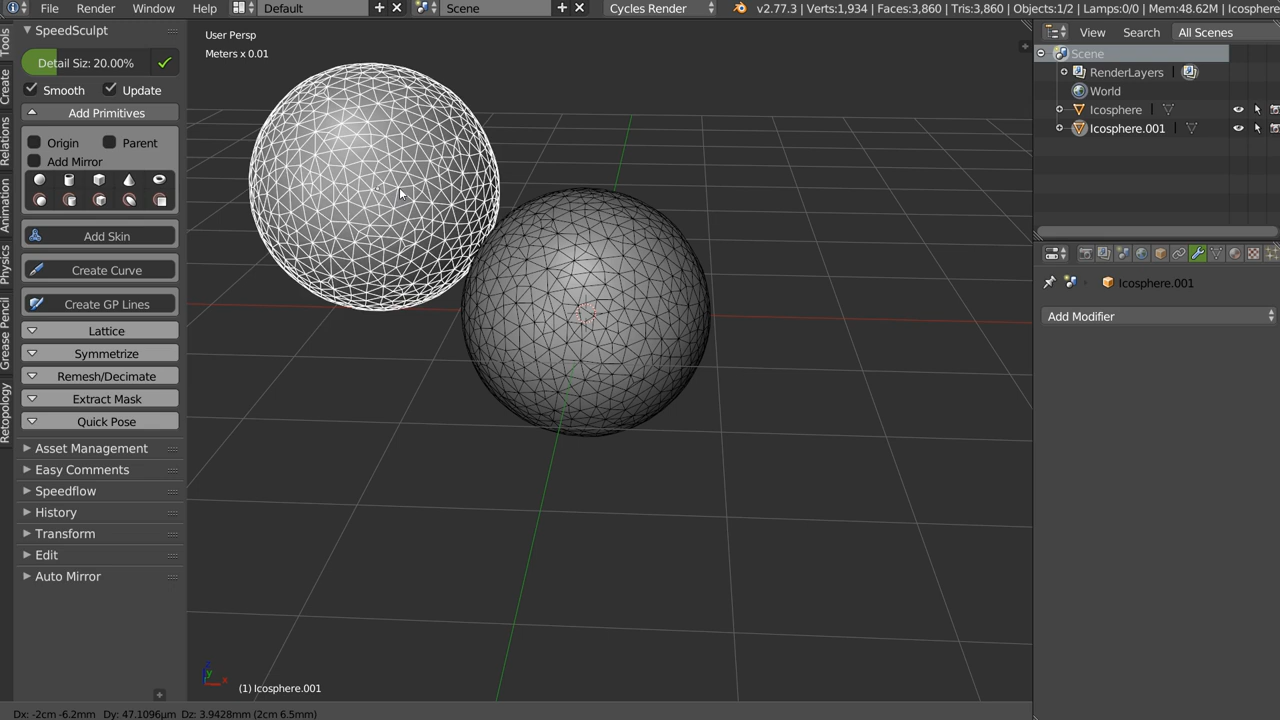 File Render Window Help Default Scene Cycles Render v2.77.3 | Verts:1,934 | Faces:3,860 | Tris:3,860 | Objects:1/2 | Lamps:0/0 | Mem:48.62M | Icosphere
Tools
Create
Relations
Animation
Physics
Grease Pencil
Retopology
SpeedSculpt
Detail Siz: 20.00%
Smooth Update
Add Primitives
Origin Parent
Add Mirror
Add Skin
Create Curve
Create GP Lines
Lattice
Symmetrize
Remesh/Decimate
Extract Mask
Quick Pose
Asset Management
Easy Comments
Speedflow
History
Transform
Edit
Auto Mirror
User Persp
Meters x 0.01
y x
(1) Icosphere.001
Dx: -2cm -6.2mm Dy: 47.1096µm Dz: 3.9428mm (2cm 6.5mm)
View Search All Scenes
Scene
RenderLayers
World
Icosphere
Icosphere.001
Icosphere.001
Add Modifier